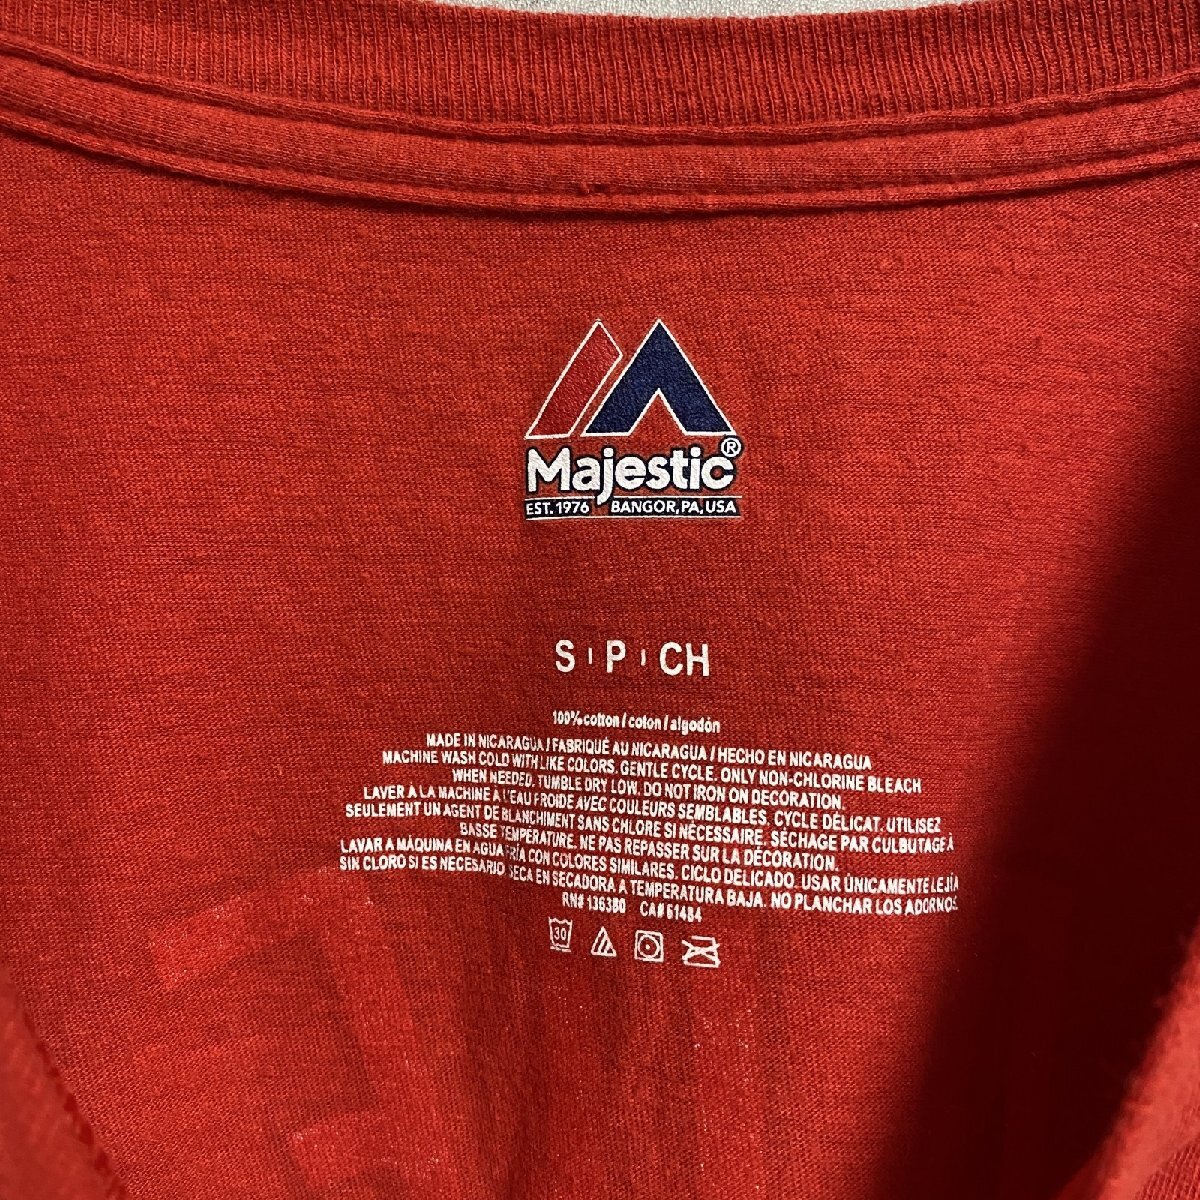 Majestic®
EST. 1976 BANGOR, PA, USA
S | P | CH
100% cotton / coton / algodón
MADE IN NICARAGUA / FABRIQUÉ AU NICARAGUA / HECHO EN NICARAGUA
MACHINE WASH COLD WITH LIKE COLORS. GENTLE CYCLE. ONLY NON-CHLORINE BLEACH
WHEN NEEDED. TUMBLE DRY LOW. DO NOT IRON ON DECORATION.
LAVER À LA MACHINE À L'EAU FROIDE AVEC COULEURS SEMBLABLES. CYCLE DÉLICAT. UTILISEZ
SEULEMENT UN AGENT DE BLANCHIMENT SANS CHLORE SI NÉCESSAIRE. SÉCHAGE PAR CULBUTAGE À
BASSE TEMPÉRATURE. NE PAS REPASSER SUR LA DÉCORATION.
LAVAR A MÁQUINA EN AGUA FRÍA CON COLORES SIMILARES. CICLO DELICADO. USAR ÚNICAMENTE LEJÍA
SIN CLORO SI ES NECESARIO SECA EN SECADORA A TEMPERATURA BAJA. NO PLANCHAR LOS ADORNOS.
RN# 136380 CA# 61484
30